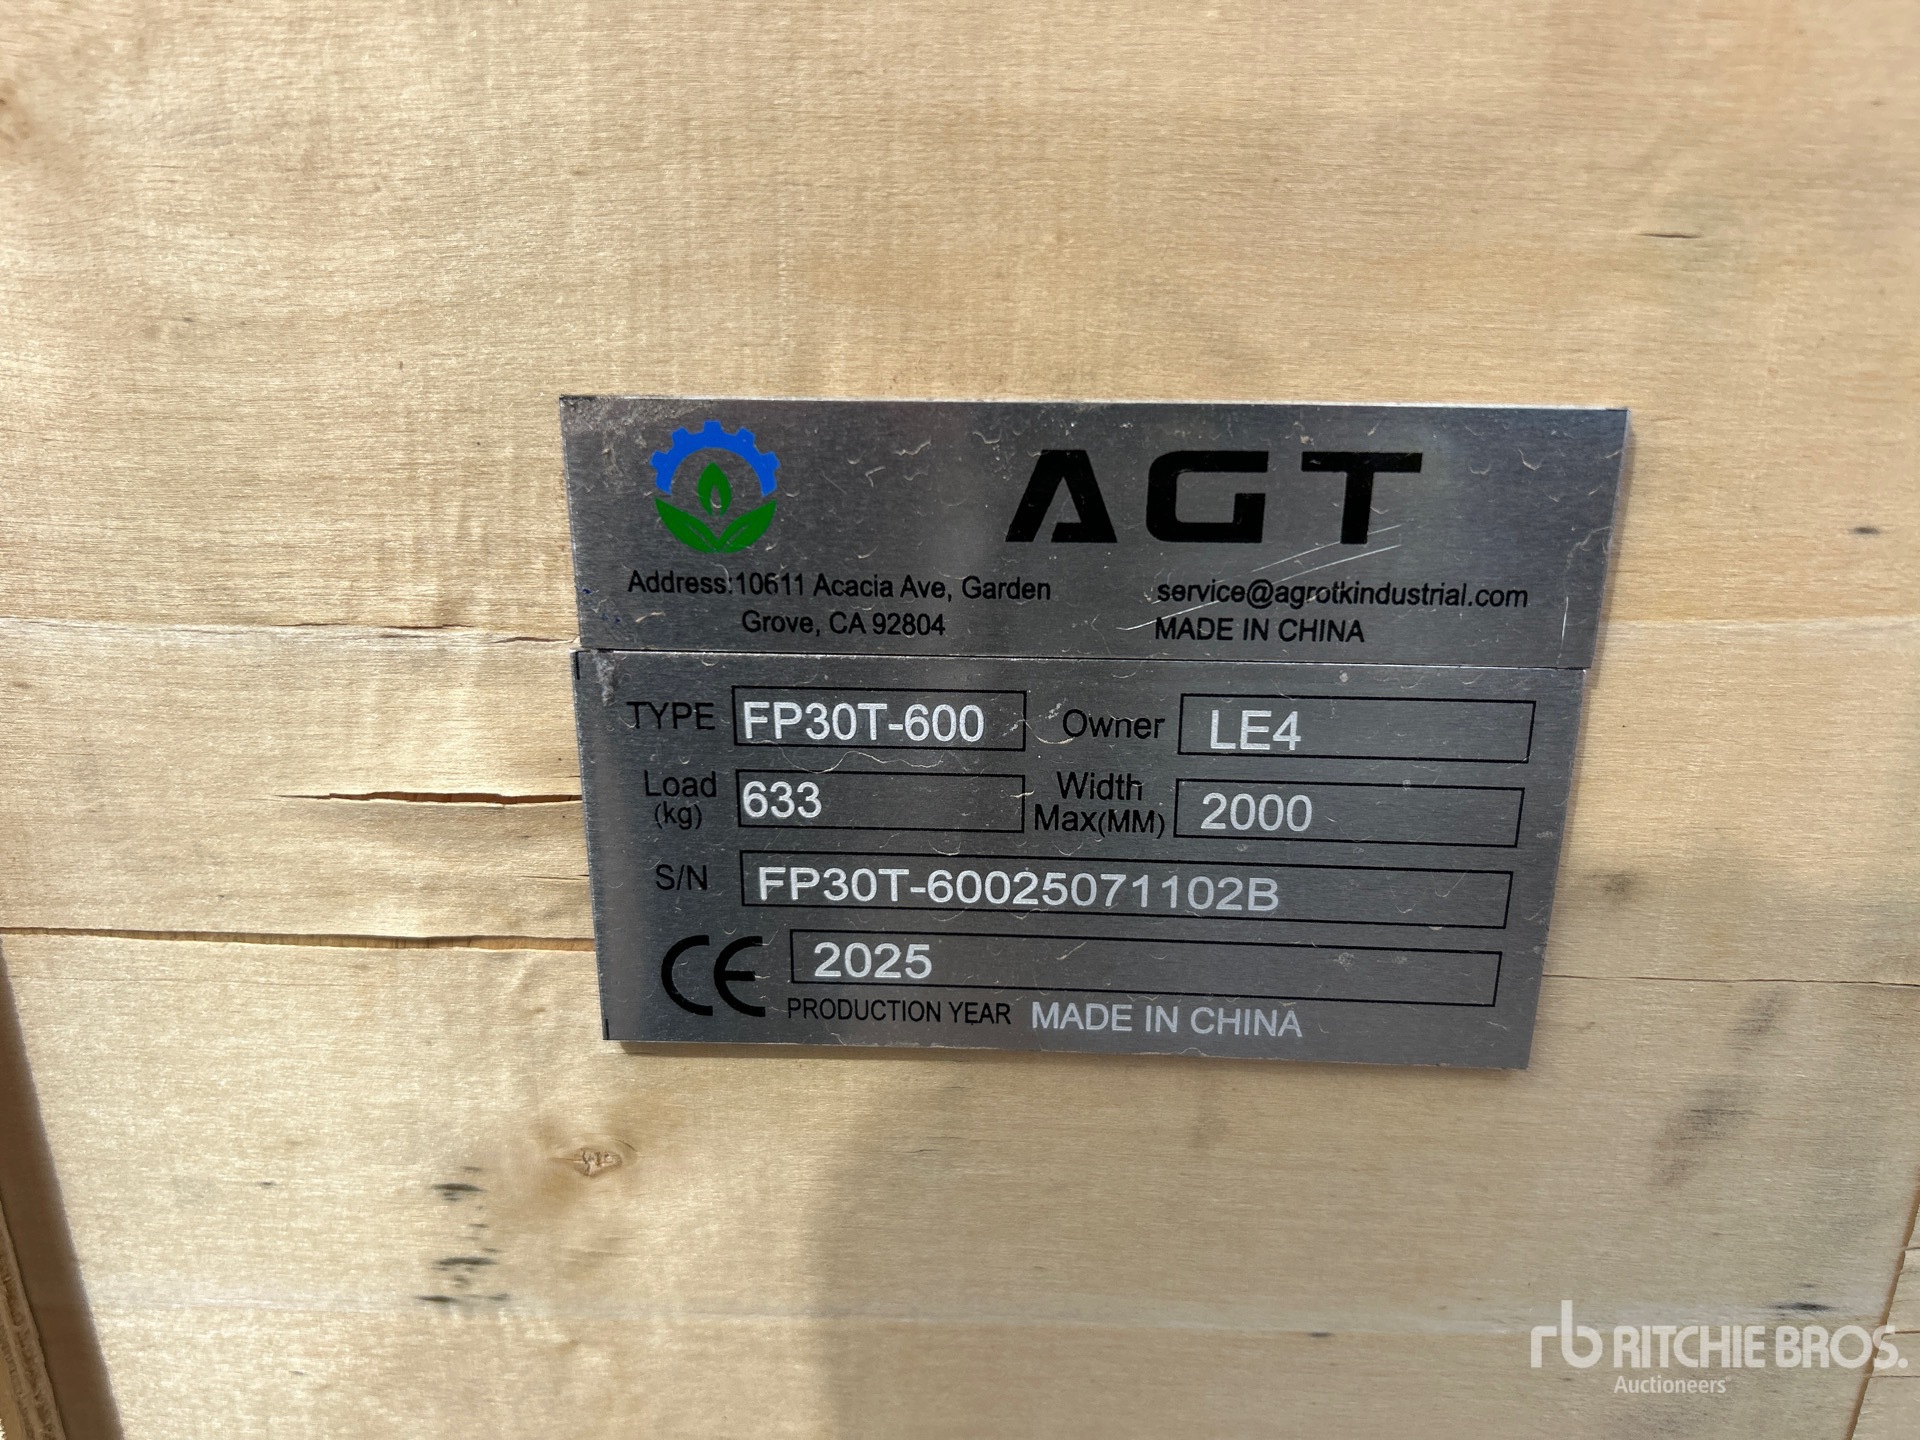 AGT
Address:10611 Acacia Ave, Garden
Grove, CA 92804
service@agrotkindustrial.com
MADE IN CHINA
TYPE FP30T-600 Owner LE4
Load (kg) 633 Width Max(MM) 2000
S/N FP30T-60025071102B
CE 2025
PRODUCTION YEAR MADE IN CHINA
rb RITCHIE BROS.
Auctioneers